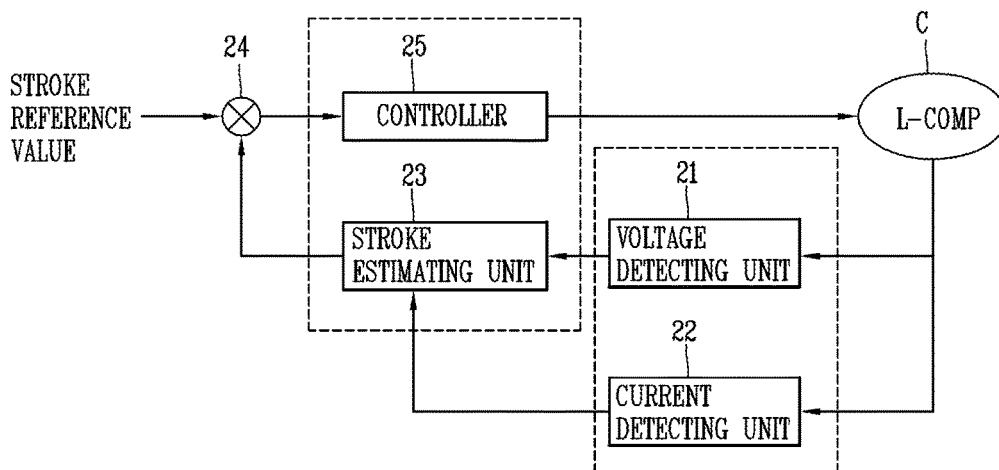 24
25
C
STROKE
REFERENCE
VALUE
CONTROLLER
L-COMP
23
21
STROKE
ESTIMATING UNIT
VOLTAGE
DETECTING UNIT
22
CURRENT
DETECTING UNIT